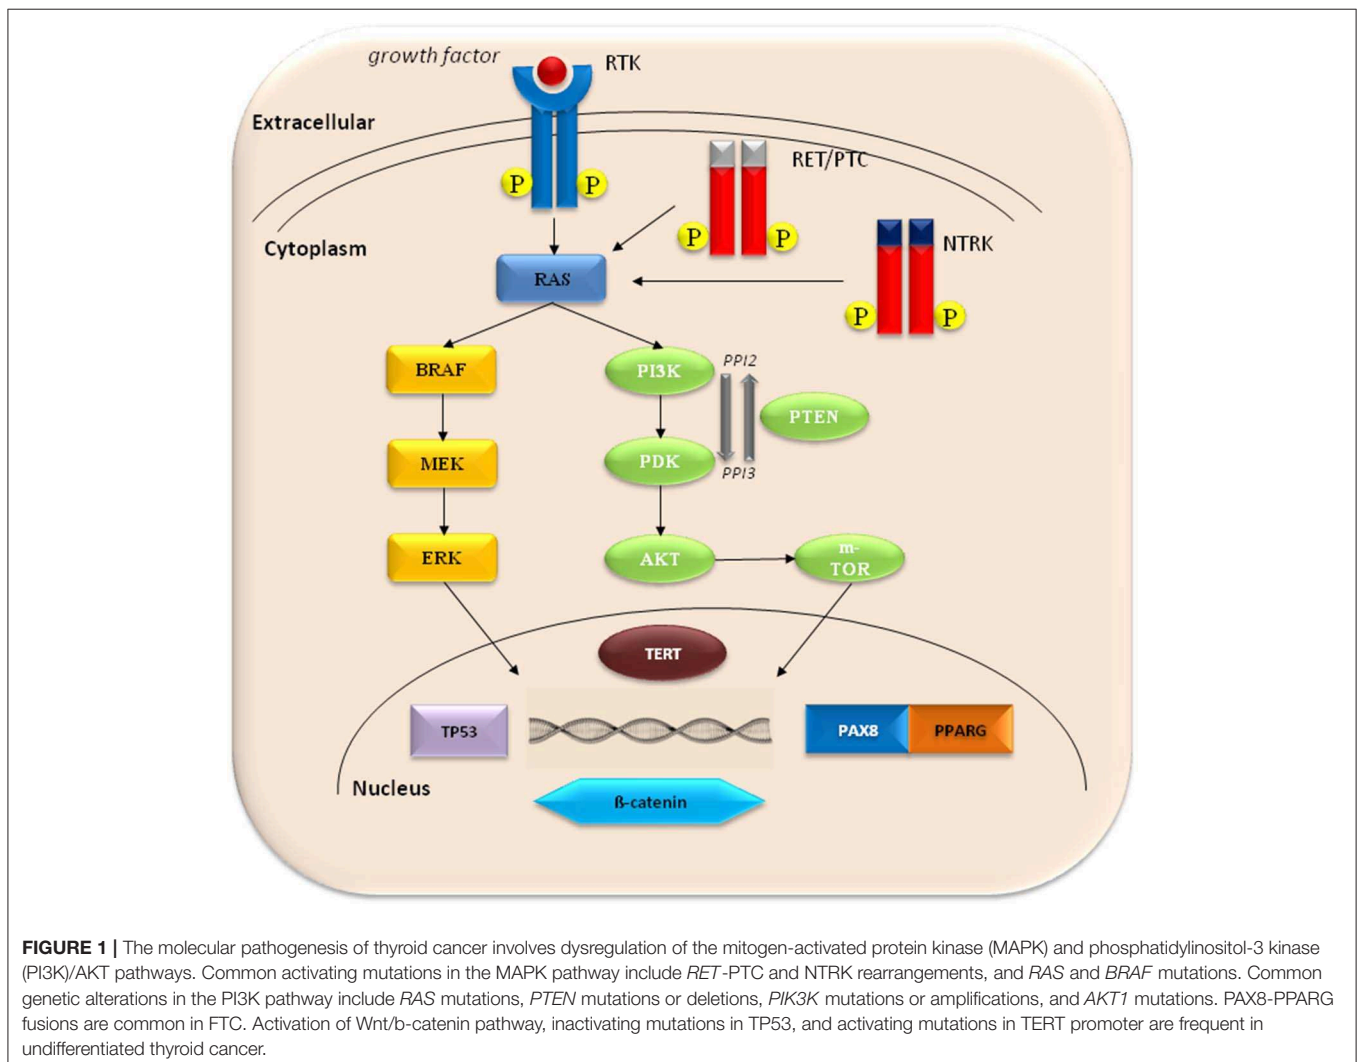 growth factor
RTK
Extracellular
P P
RET/PTC
Cytoplasm
P P
NTRK
RAS
P P
BRAF
PI3K
PPI2
PTEN
MEK
PDK
PPI3
ERK
AKT
m-
TOR
TERT
TP53
PAX8 PPARG
Nucleus
ß-catenin
FIGURE 1 | The molecular pathogenesis of thyroid cancer involves dysregulation of the mitogen-activated protein kinase (MAPK) and phosphatidylinositol-3 kinase
(PI3K)/AKT pathways. Common activating mutations in the MAPK pathway include RET-PTC and NTRK rearrangements, and RAS and BRAF mutations. Common
genetic alterations in the PI3K pathway include RAS mutations, PTEN mutations or deletions, PIK3K mutations or amplifications, and AKT1 mutations. PAX8-PPARG
fusions are common in FTC. Activation of Wnt/b-catenin pathway, inactivating mutations in TP53, and activating mutations in TERT promoter are frequent in
undifferentiated thyroid cancer.